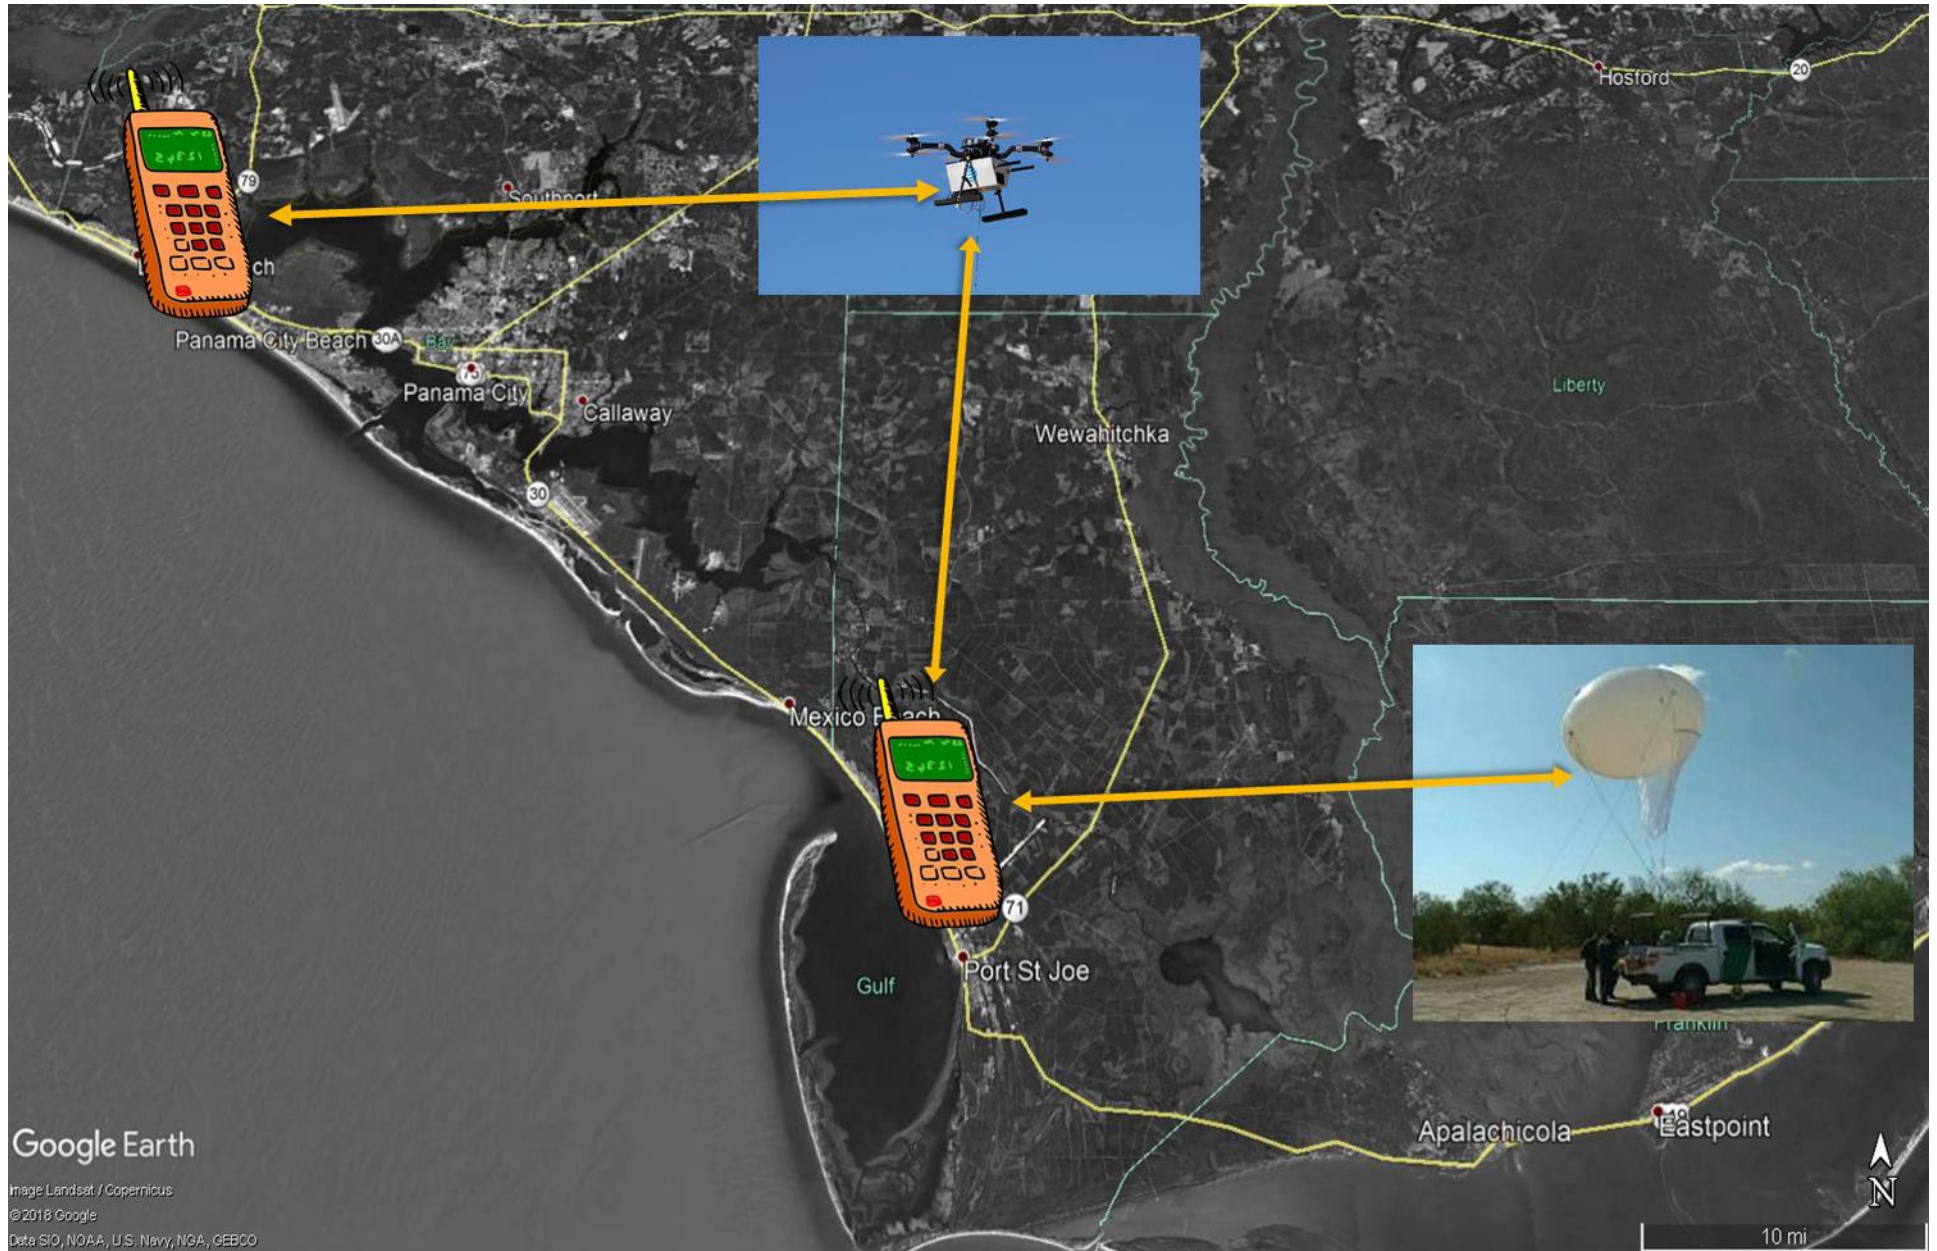 Hosford
20
79
Southport
ch
Panama City Beach
30A
Bay
Panama City
Callaway
Liberty
Wewahitchka
30
Mexico
ach
71
Gulf
Port St Joe
Franklin
Apalachicola
Eastpoint
N
Google Earth
Image Landsat / Copernicus
© 2018 Google
Data SIO, NOAA, U.S. Navy, NGA, GEBCO
10 mi